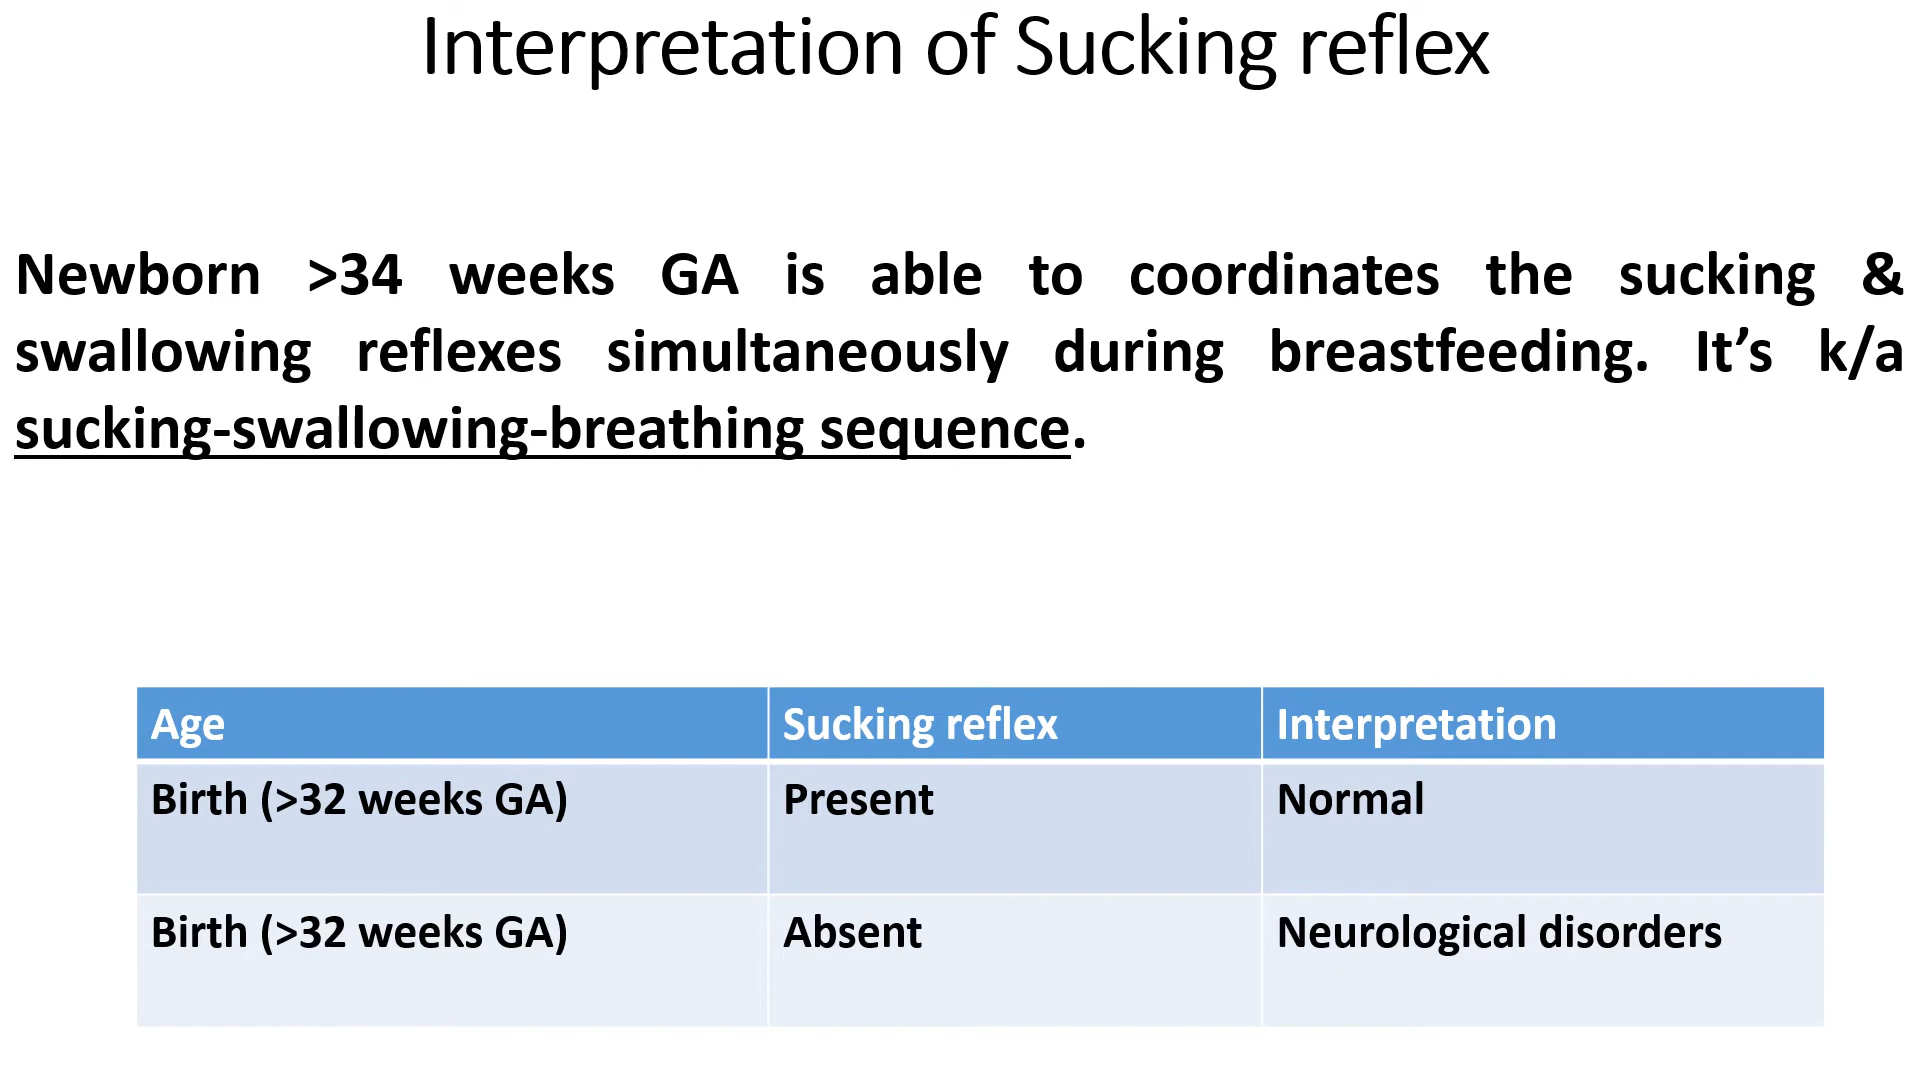 Interpretation of Sucking reflex
Newborn >34 weeks GA is able to coordinates the sucking &
swallowing reflexes simultaneously during breastfeeding. It’s k/a
sucking-swallowing-breathing sequence.
Age Sucking reflex Interpretation
Birth (>32 weeks GA) Present Normal
Birth (>32 weeks GA) Absent Neurological disorders